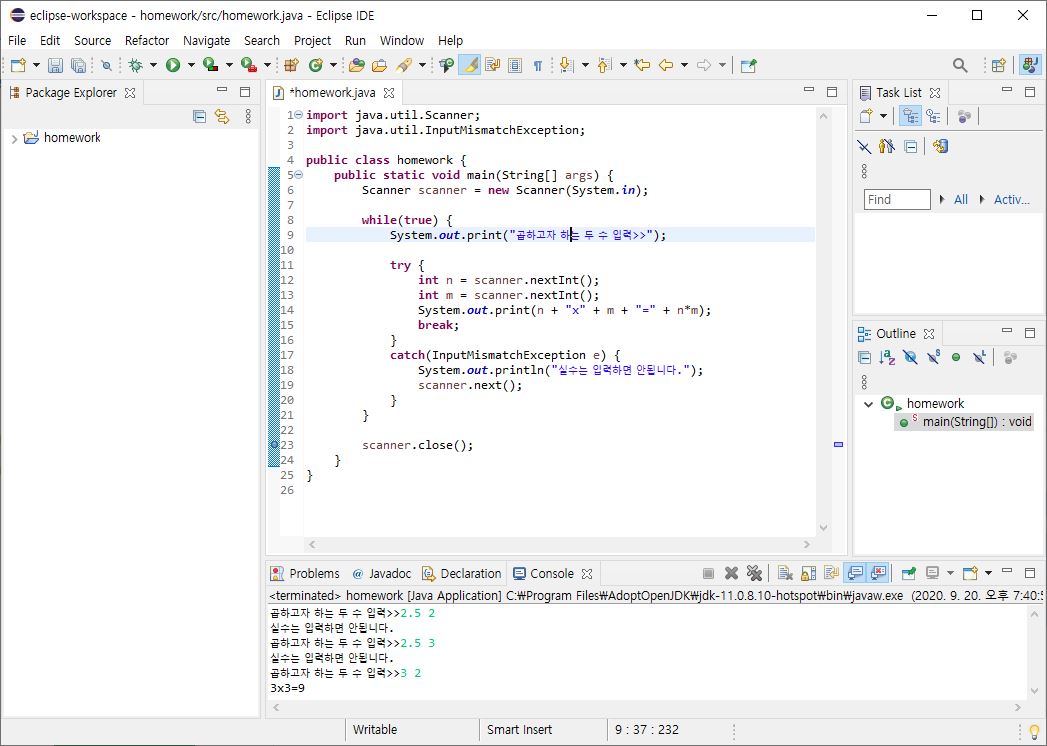 eclipse-workspace - homework/src/homework.java - Eclipse IDE
File Edit Source Refactor Navigate Search Project Run Window Help
Package Explorer
homework
*homework.java
1 import java.util.Scanner;
2 import java.util.InputMismatchException;
3
4 public class homework {
5 public static void main(String[] args) {
6 Scanner scanner = new Scanner(System.in);
7
8 while(true) {
9 System.out.print("곱하고자 하는 두 수 입력>>");
10
11 try {
12 int n = scanner.nextInt();
13 int m = scanner.nextInt();
14 System.out.print(n + "x" + m + "=" + n*m);
15 break;
16 }
17 catch(InputMismatchException e) {
18 System.out.println("실수는 입력하면 안됩니다.");
19 scanner.next();
20 }
21 }
22
23 scanner.close();
24 }
25 }
26
Task List
Find All Activ...
Outline
homework
main(String[]) : void
Problems @ Javadoc Declaration Console
<terminated> homework [Java Application] C:₩Program Files₩AdoptOpenJDK₩jdk-11.0.8.10-hotspot₩bin₩javaw.exe (2020. 9. 20. 오후 7:40:5
곱하고자 하는 두 수 입력>>2.5 2
실수는 입력하면 안됩니다.
곱하고자 하는 두 수 입력>>2.5 3
실수는 입력하면 안됩니다.
곱하고자 하는 두 수 입력>>3 2
3x3=9
Writable Smart Insert 9 : 37 : 232